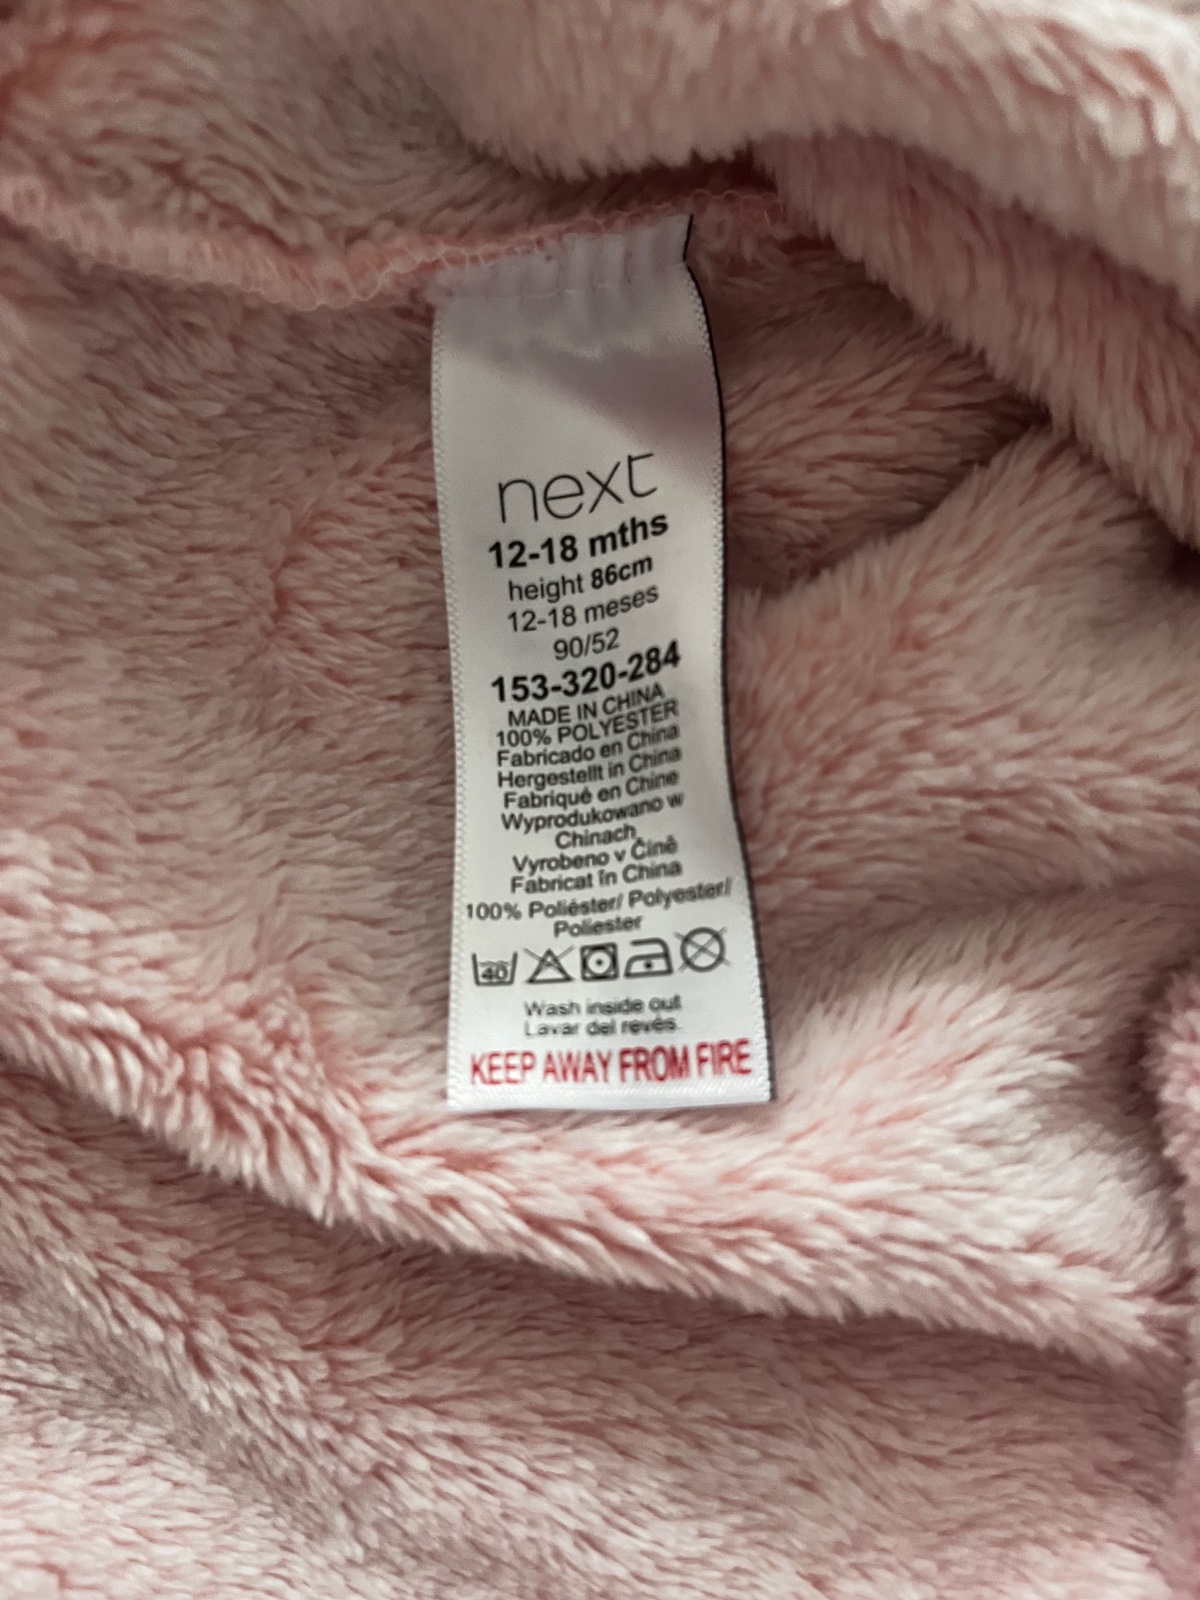 next
12-18 mths
height 86cm
12-18 meses
90/52
153-320-284
MADE IN CHINA
100% POLYESTER
Fabricado en China
Hergestellt in China
Fabriqué en Chine
Wyprodukowano w
Chinach
Vyrobeno v Číně
Fabricat în China
100% Poliéster/ Polyester/
Poliester
40
Wash inside out
Lavar del revés
KEEP AWAY FROM FIRE